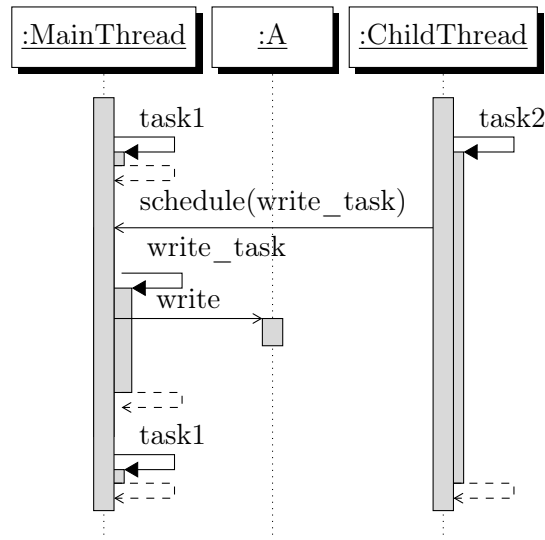 :MainThread
:A
:ChildThread
task1
task2
schedule(write_task)
write_task
write
task1